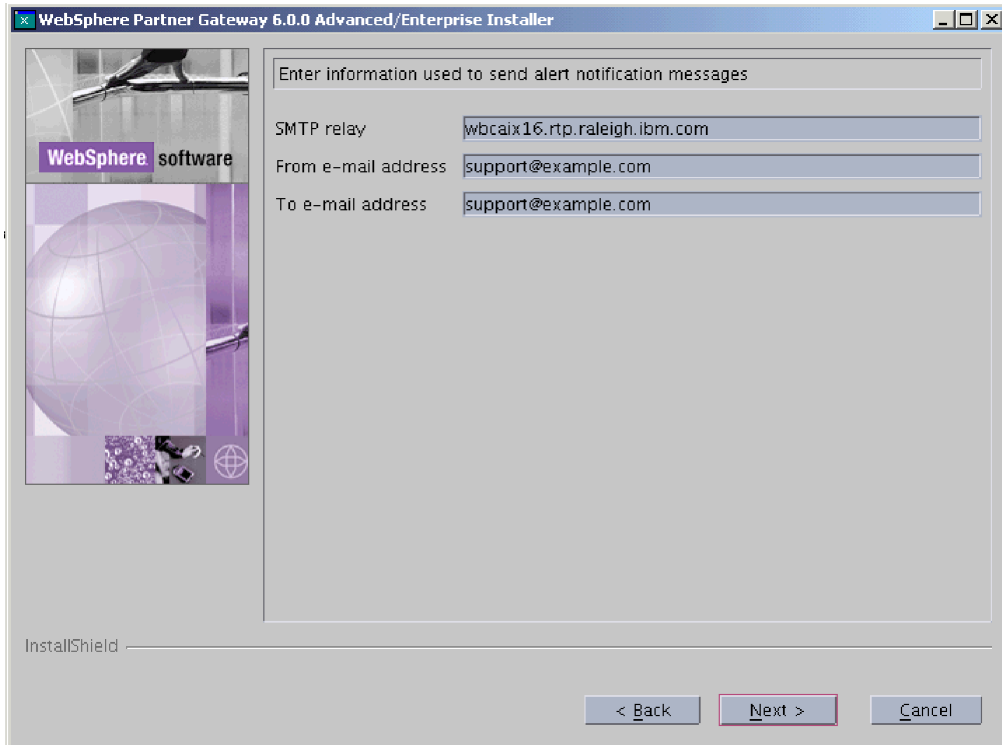 WebSphere Partner Gateway 6.0.0 Advanced/Enterprise Installer
Enter information used to send alert notification messages
SMTP relay wbcaix16.rtp.raleigh.ibm.com
From e-mail address support@example.com
To e-mail address support@example.com
WebSphere software
InstallShield
< Back Next > Cancel